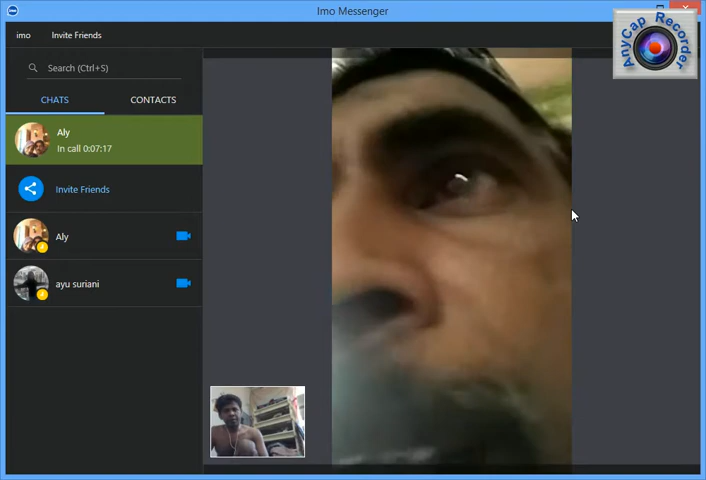 Imo Messenger
imo
Invite Friends
AnyCap Recorder
Search (Ctrl+S)
CHATS
CONTACTS
Aly
In call 0:07:17
Invite Friends
Aly
ayu suriani